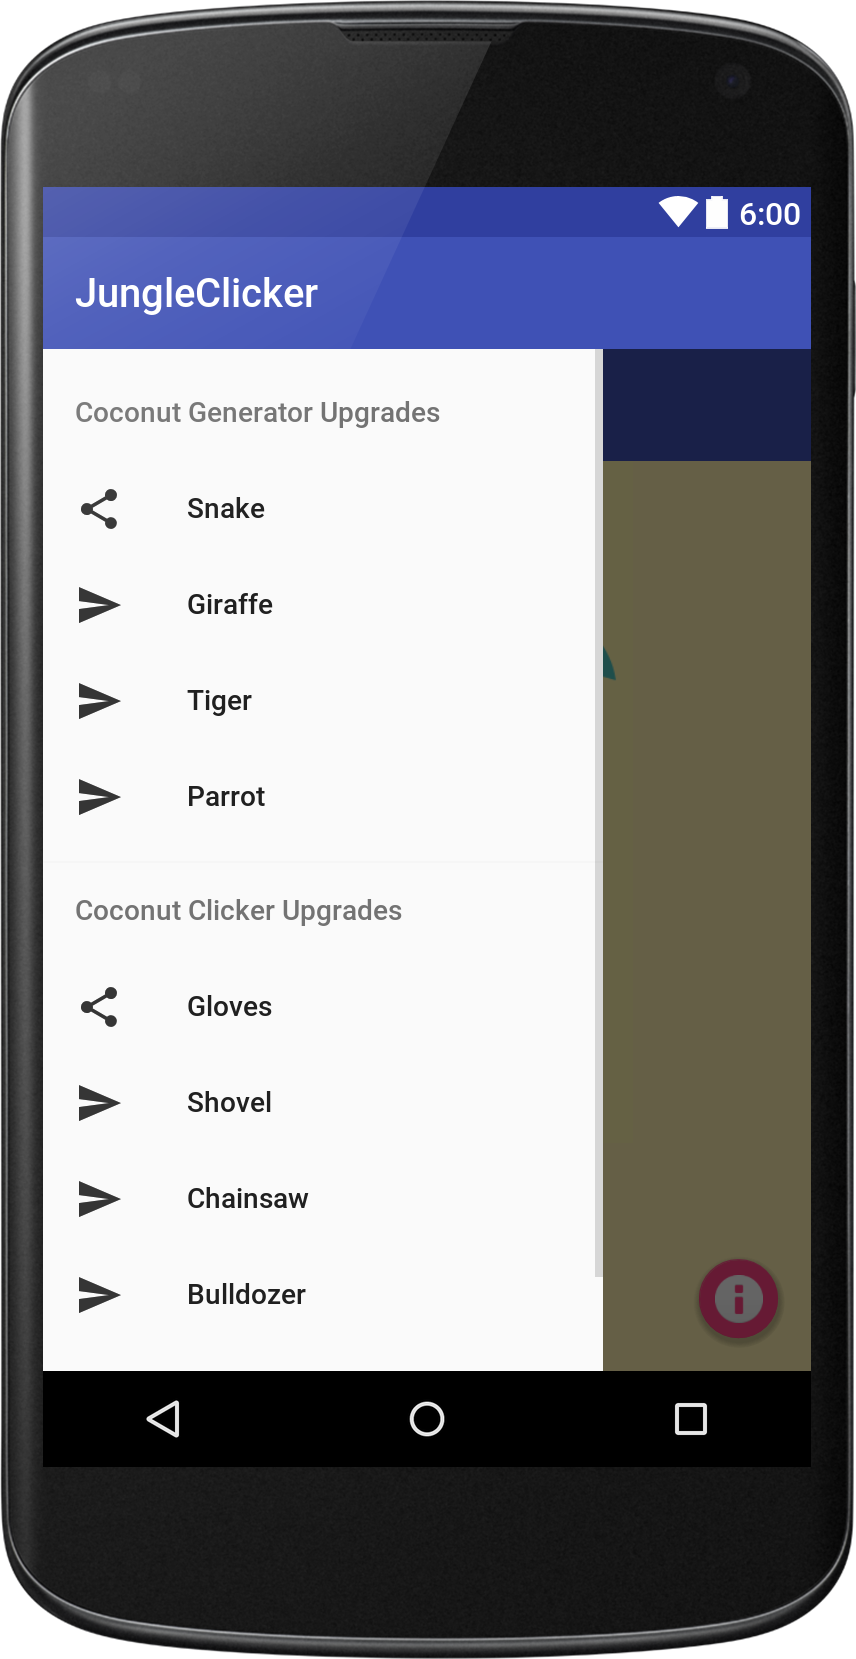 6:00
JungleClicker
Coconut Generator Upgrades
Snake
Giraffe
Tiger
Parrot
Coconut Clicker Upgrades
Gloves
Shovel
Chainsaw
Bulldozer